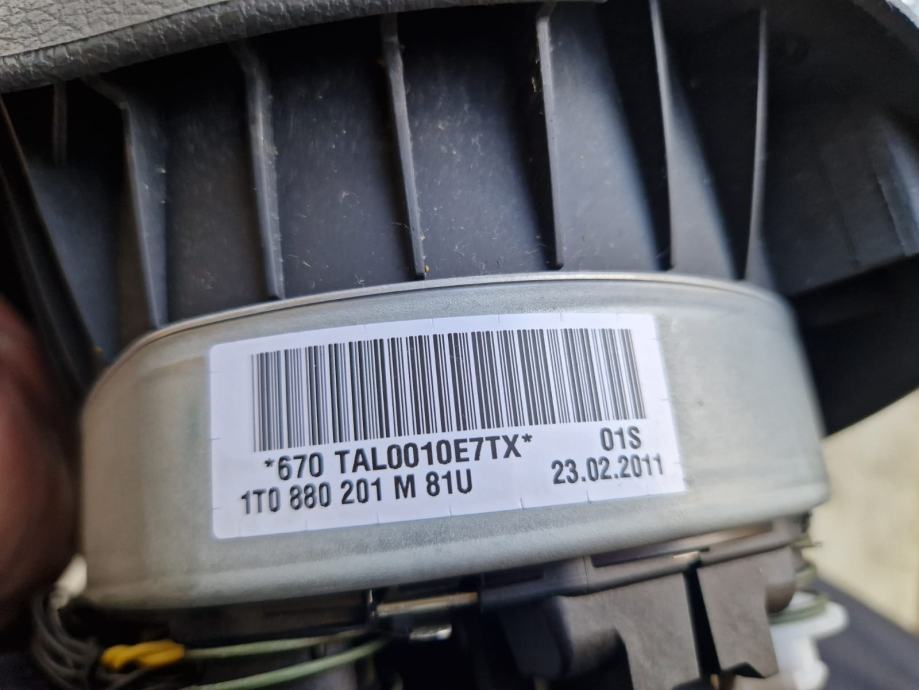 *670 TAL0010E7TX* 01S
1T0 880 201 M 81U 23.02.2011